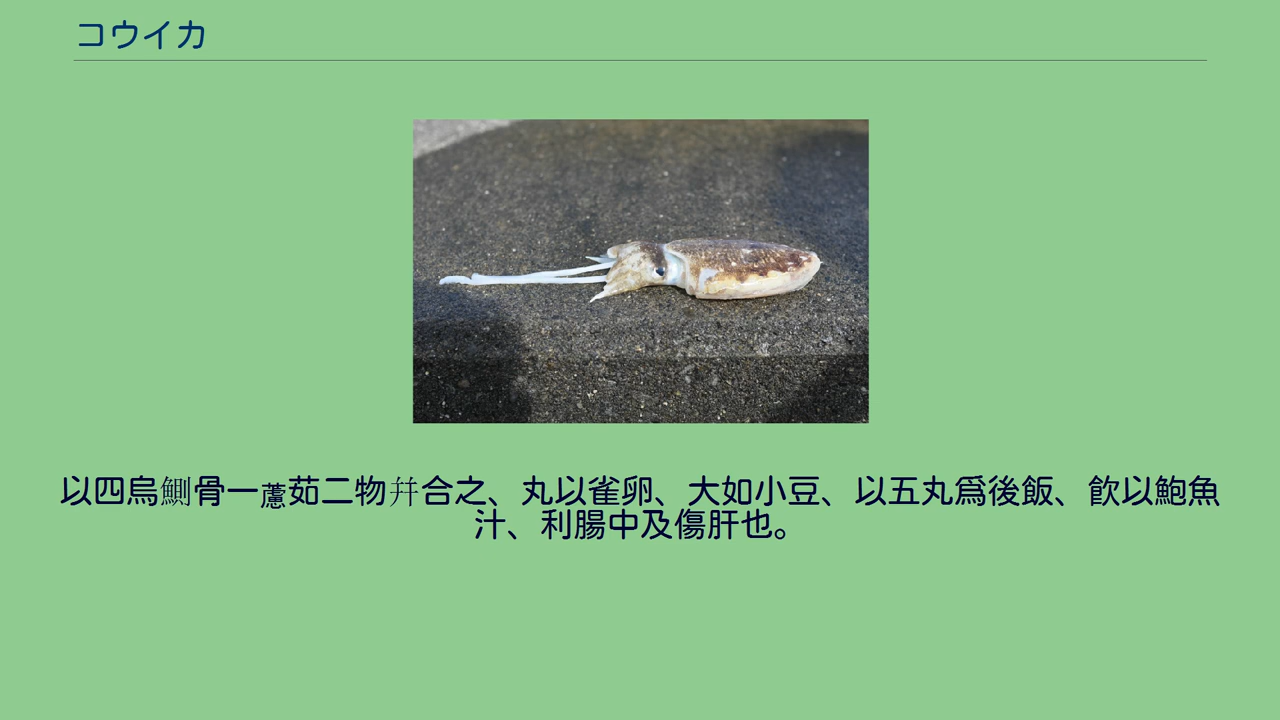 コウイカ
以四烏鰂骨一藘茹二物幷合之、丸以雀卵、大如小豆、以五丸爲後飯、飮以鮑魚
汁、利腸中及傷肝也。